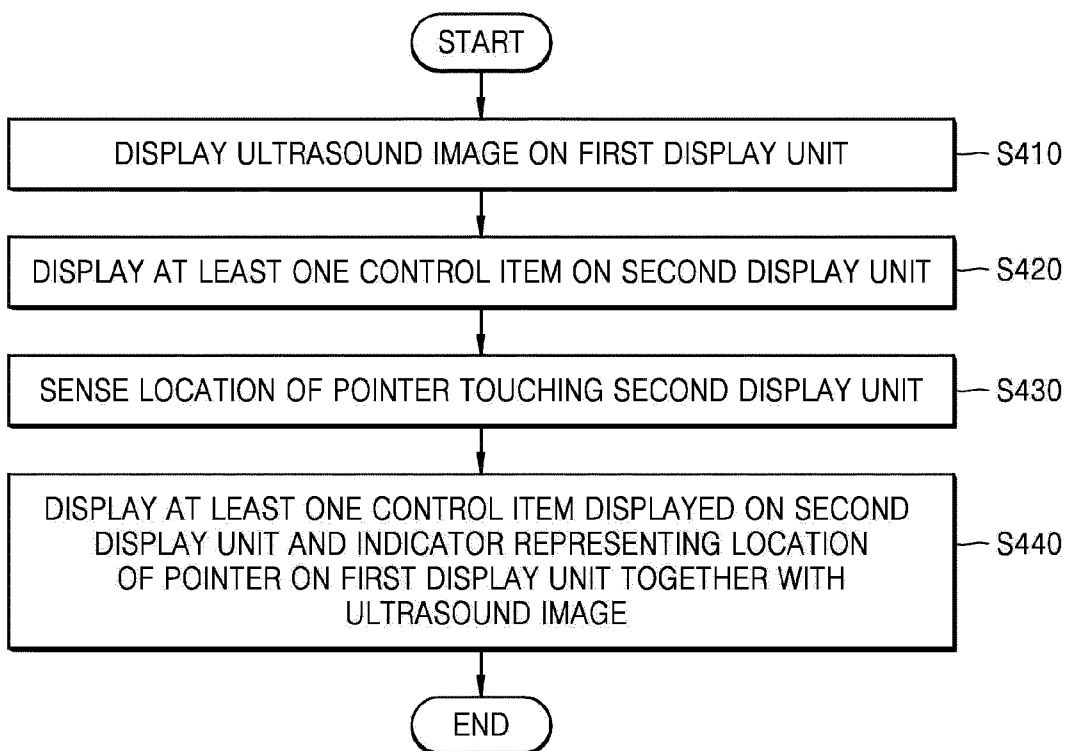 START
DISPLAY ULTRASOUND IMAGE ON FIRST DISPLAY UNIT
S410
DISPLAY AT LEAST ONE CONTROL ITEM ON SECOND DISPLAY UNIT
S420
SENSE LOCATION OF POINTER TOUCHING SECOND DISPLAY UNIT
S430
DISPLAY AT LEAST ONE CONTROL ITEM DISPLAYED ON SECOND
DISPLAY UNIT AND INDICATOR REPRESENTING LOCATION
OF POINTER ON FIRST DISPLAY UNIT TOGETHER WITH
ULTRASOUND IMAGE
S440
END